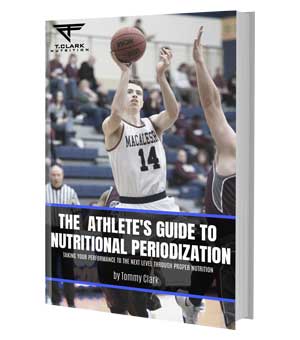 T.CLARK
NUTRITION
MACALESTER
14
THE ATHLETE'S GUIDE TO
NUTRITIONAL PERIODIZATION
TAKING YOUR PERFORMANCE TO THE NEXT LEVEL THROUGH PROPER NUTRITION
by Tommy Clark